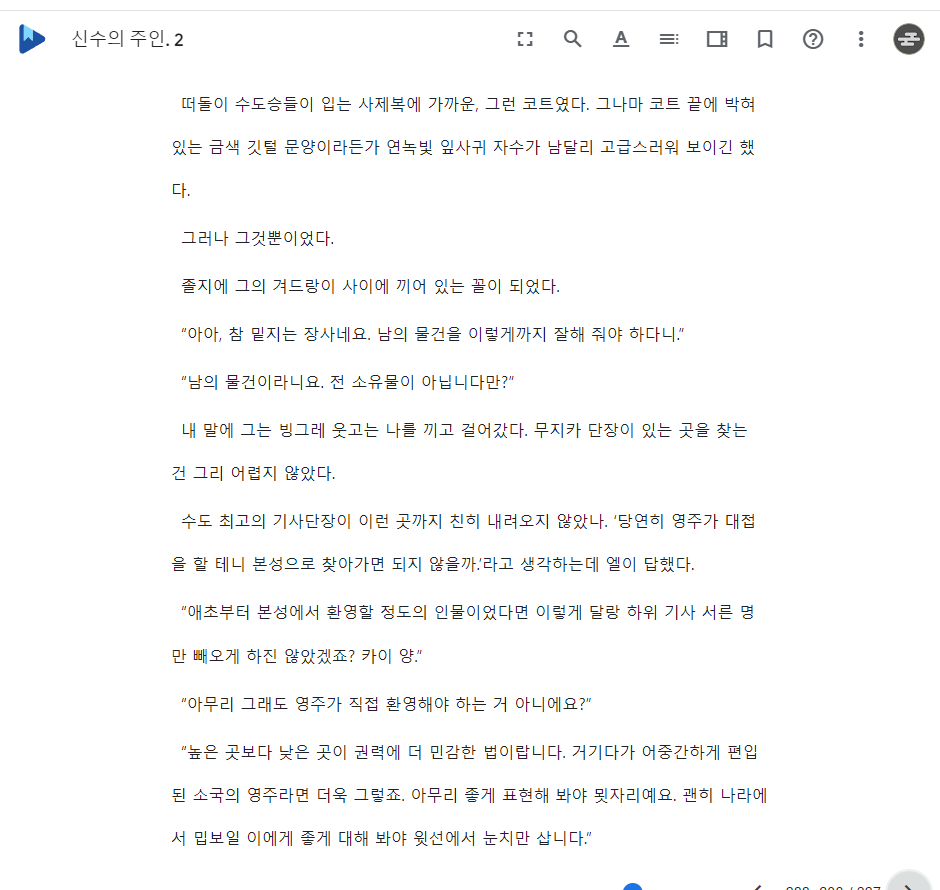 신수의 주인. 2
떠돌이 수도승들이 입는 사제복에 가까운, 그런 코트였다. 그나마 코트 끝에 박혀
있는 금색 깃털 문양이라든가 연녹빛 잎사귀 자수가 남달리 고급스러워 보이긴 했
다.
그러나 그것뿐이었다.
졸지에 그의 겨드랑이 사이에 끼어 있는 꼴이 되었다.
“아아, 참 밑지는 장사네요. 남의 물건을 이렇게까지 잘해 줘야 하다니.”
“남의 물건이라니요. 전 소유물이 아닙니다만?”
내 말에 그는 빙그레 웃고는 나를 끼고 걸어갔다. 무지카 단장이 있는 곳을 찾는
건 그리 어렵지 않았다.
수도 최고의 기사단장이 이런 곳까지 친히 내려오지 않았나. ‘당연히 영주가 대접
을 할 테니 본성으로 찾아가면 되지 않을까.’라고 생각하는데 엘이 답했다.
“애초부터 본성에서 환영할 정도의 인물이었다면 이렇게 달랑 하위 기사 서른 명
만 빼오게 하진 않았겠죠? 카이 양.”
“아무리 그래도 영주가 직접 환영해야 하는 거 아니에요?”
“높은 곳보다 낮은 곳이 권력에 더 민감한 법이랍니다. 거기다가 어중간하게 편입
된 소국의 영주라면 더욱 그렇죠. 아무리 좋게 표현해 봐야 묏자리예요. 괜히 나라에
서 밉보일 이에게 좋게 대해 봐야 윗선에서 눈치만 삽니다.”